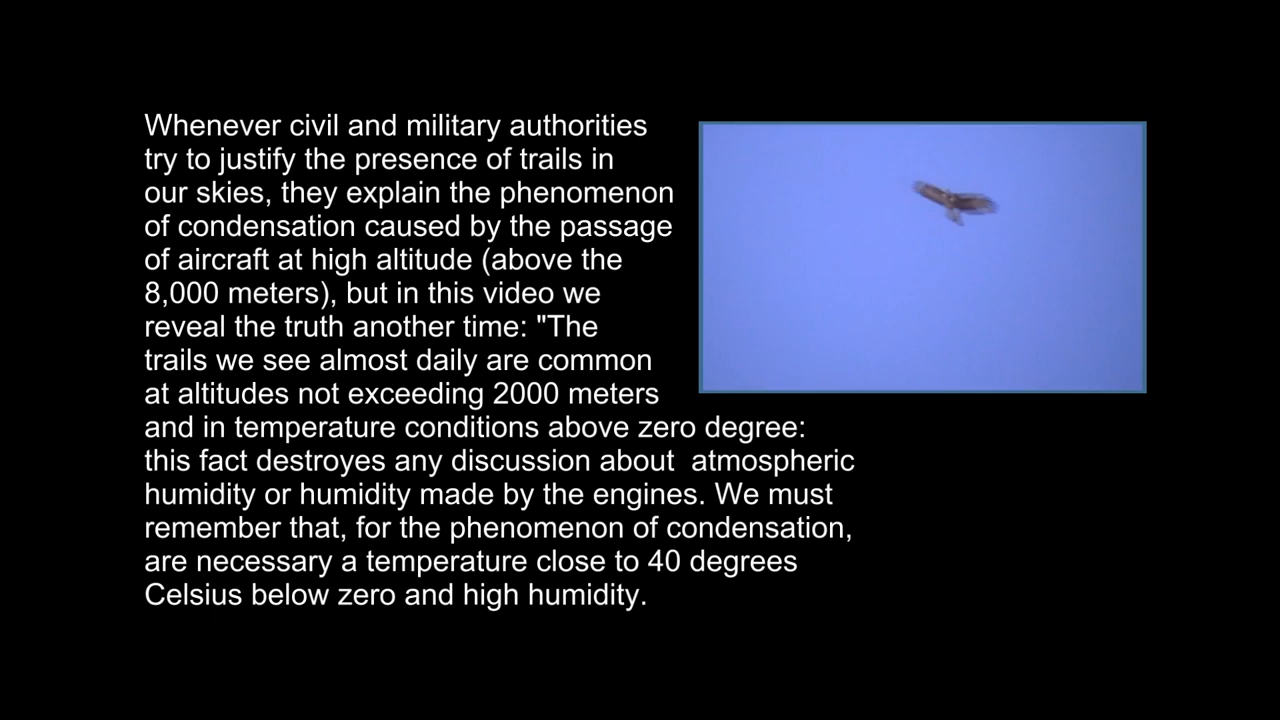 Whenever civil and military authorities
try to justify the presence of trails in
our skies, they explain the phenomenon
of condensation caused by the passage
of aircraft at high altitude (above the
8,000 meters), but in this video we
reveal the truth another time: "The
trails we see almost daily are common
at altitudes not exceeding 2000 meters
and in temperature conditions above zero degree:
this fact destroyes any discussion about  atmospheric
humidity or humidity made by the engines. We must
remember that, for the phenomenon of condensation,
are necessary a temperature close to 40 degrees
Celsius below zero and high humidity.